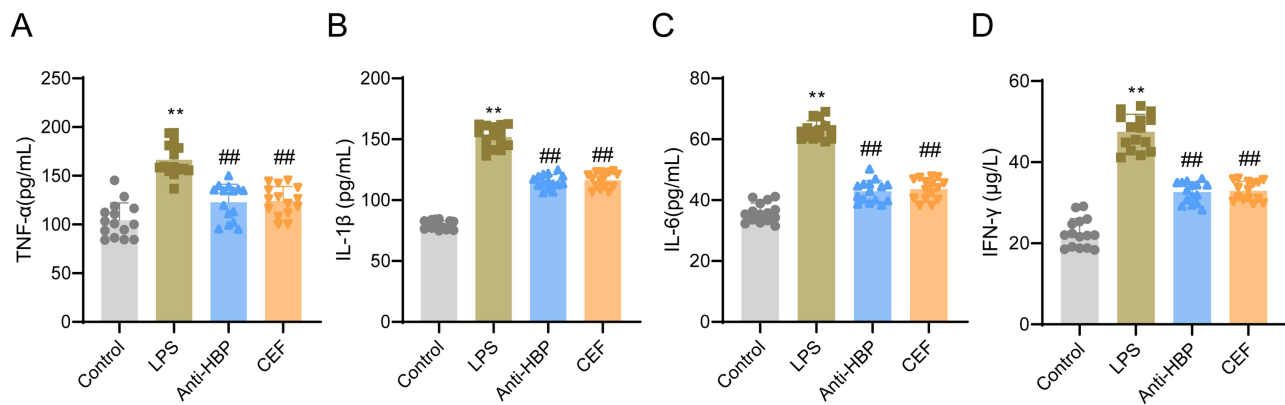 A
TNF-α(pg/mL)
250
200
150
100
50
0
**
##
##
Control
LPS
Anti-HBP
CEF
B
IL-1β (pg/mL)
200
150
100
50
0
**
##
##
Control
LPS
Anti-HBP
CEF
C
IL-6(pg/mL)
80
60
40
20
0
**
##
##
Control
LPS
Anti-HBP
CEF
D
IFN-γ (μg/L)
60
40
20
0
**
##
##
Control
LPS
Anti-HBP
CEF